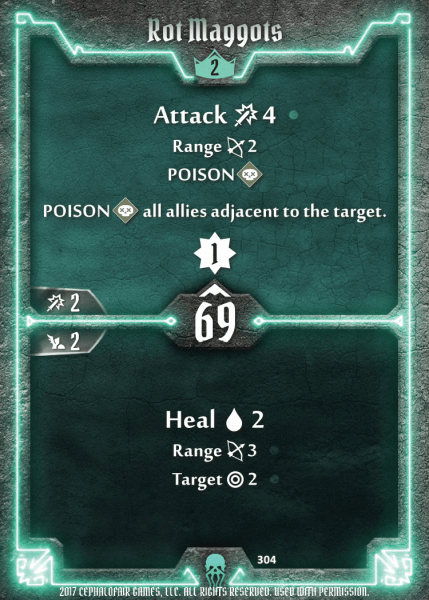 Rot Maggots
2
Attack 4
Range 2
POISON
POISON all allies adjacent to the target.
1
2
69
2
Heal 2
Range 3
Target 2
304
2017 CEPHALOFAIR GAMES, LLC. ALL RIGHTS RESERVED. USED WITH PERMISSION.